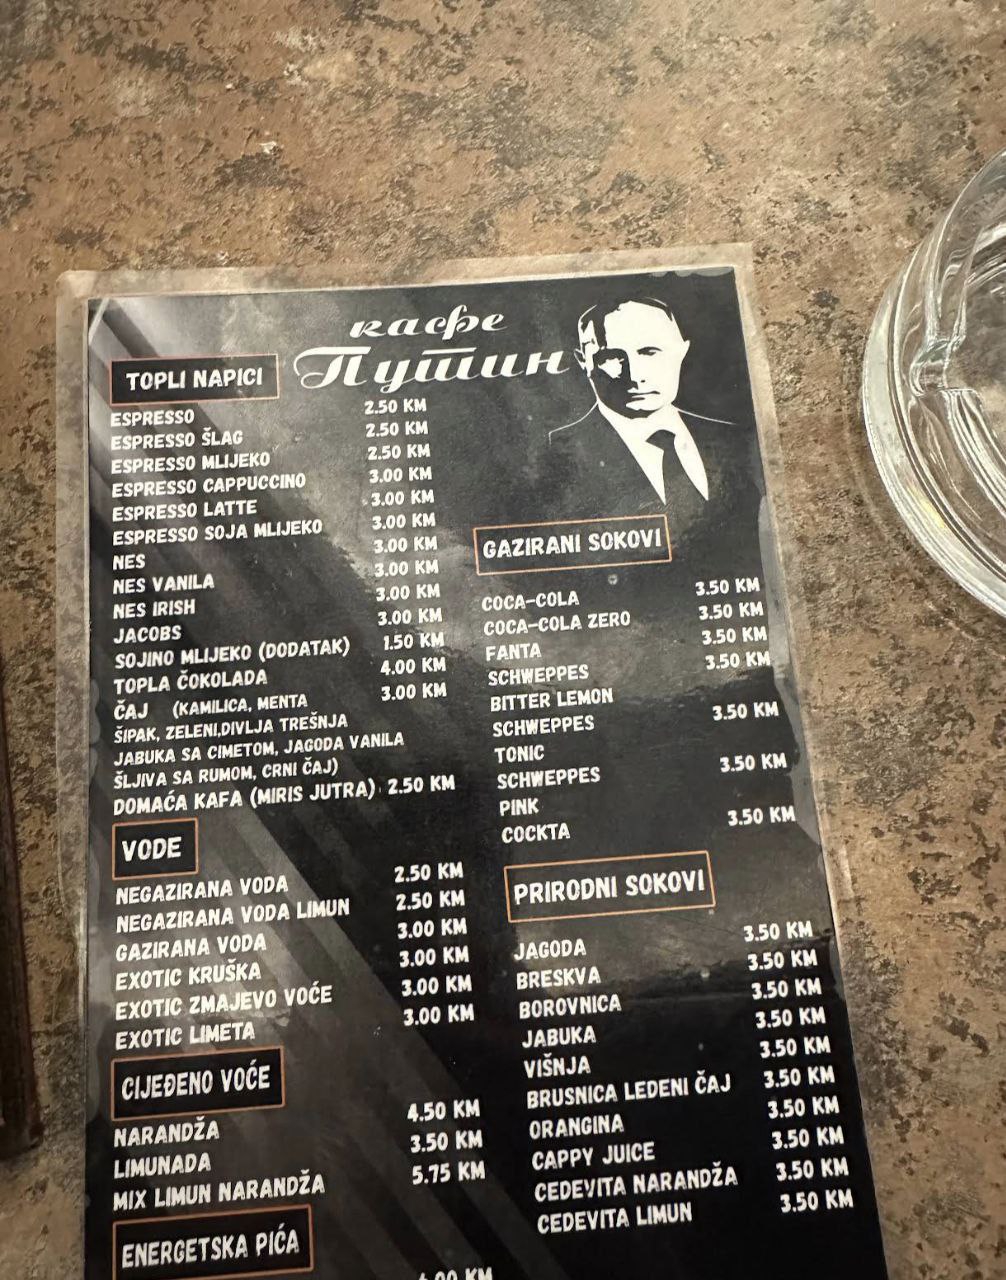 кафе
Путин
TOPLI NAPICI
ESPRESSO 2.50 KM
ESPRESSO ŠLAG 2.50 KM
ESPRESSO MLIJEKO 2.50 KM
ESPRESSO CAPPUCCINO 3.00 KM
ESPRESSO LATTE 3.00 KM
ESPRESSO SOJA MLIJEKO 3.00 KM
NES 3.00 KM
NES VANILA 3.00 KM
NES IRISH 3.00 KM
JACOBS 3.00 KM
SOJINO MLIJEKO (DODATAK) 1.50 KM
TOPLA ČOKOLADA 4.00 KM
ČAJ (KAMILICA, MENTA 3.00 KM
ŠIPAK, ZELENI,DIVLJA TREŠNJA
JABUKA SA CIMETOM, JAGODA VANILA
ŠLJIVA SA RUMOM, CRNI ČAJ)
DOMAĆA KAFA (MIRIS JUTRA) 2.50 KM
VODE
NEGAZIRANA VODA 2.50 KM
NEGAZIRANA VODA LIMUN 2.50 KM
GAZIRANA VODA 3.00 KM
EXOTIC KRUŠKA 3.00 KM
EXOTIC ZMAJEVO VOĆE 3.00 KM
EXOTIC LIMETA 3.00 KM
CIJEĐENO VOĆE
NARANDŽA 4.50 KM
LIMUNADA 3.50 KM
MIX LIMUN NARANDŽA 5.75 KM
ENERGETSKA PIĆA
GAZIRANI SOKOVI
COCA-COLA 3.50 KM
COCA-COLA ZERO 3.50 KM
FANTA 3.50 KM
SCHWEPPES 3.50 KM
BITTER LEMON
SCHWEPPES 3.50 KM
TONIC
SCHWEPPES 3.50 KM
PINK
COCKTA 3.50 KM
PRIRODNI SOKOVI
JAGODA 3.50 KM
BRESKVA 3.50 KM
BOROVNICA 3.50 KM
JABUKA 3.50 KM
VIŠNJA 3.50 KM
BRUSNICA LEDENI ČAJ 3.50 KM
ORANGINA 3.50 KM
CAPPY JUICE 3.50 KM
CEDEVITA NARANDŽA 3.50 KM
CEDEVITA LIMUN 3.50 KM